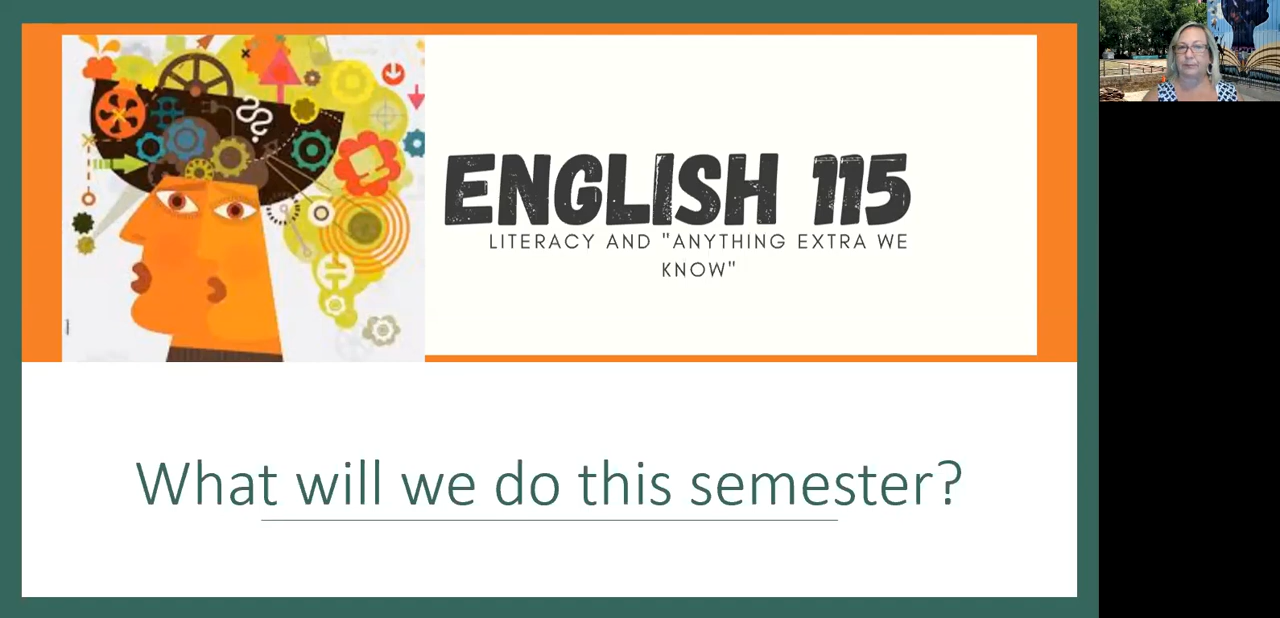 ENGLISH 115
LITERACY AND "ANYTHING EXTRA WE
KNOW"
What will we do this semester?